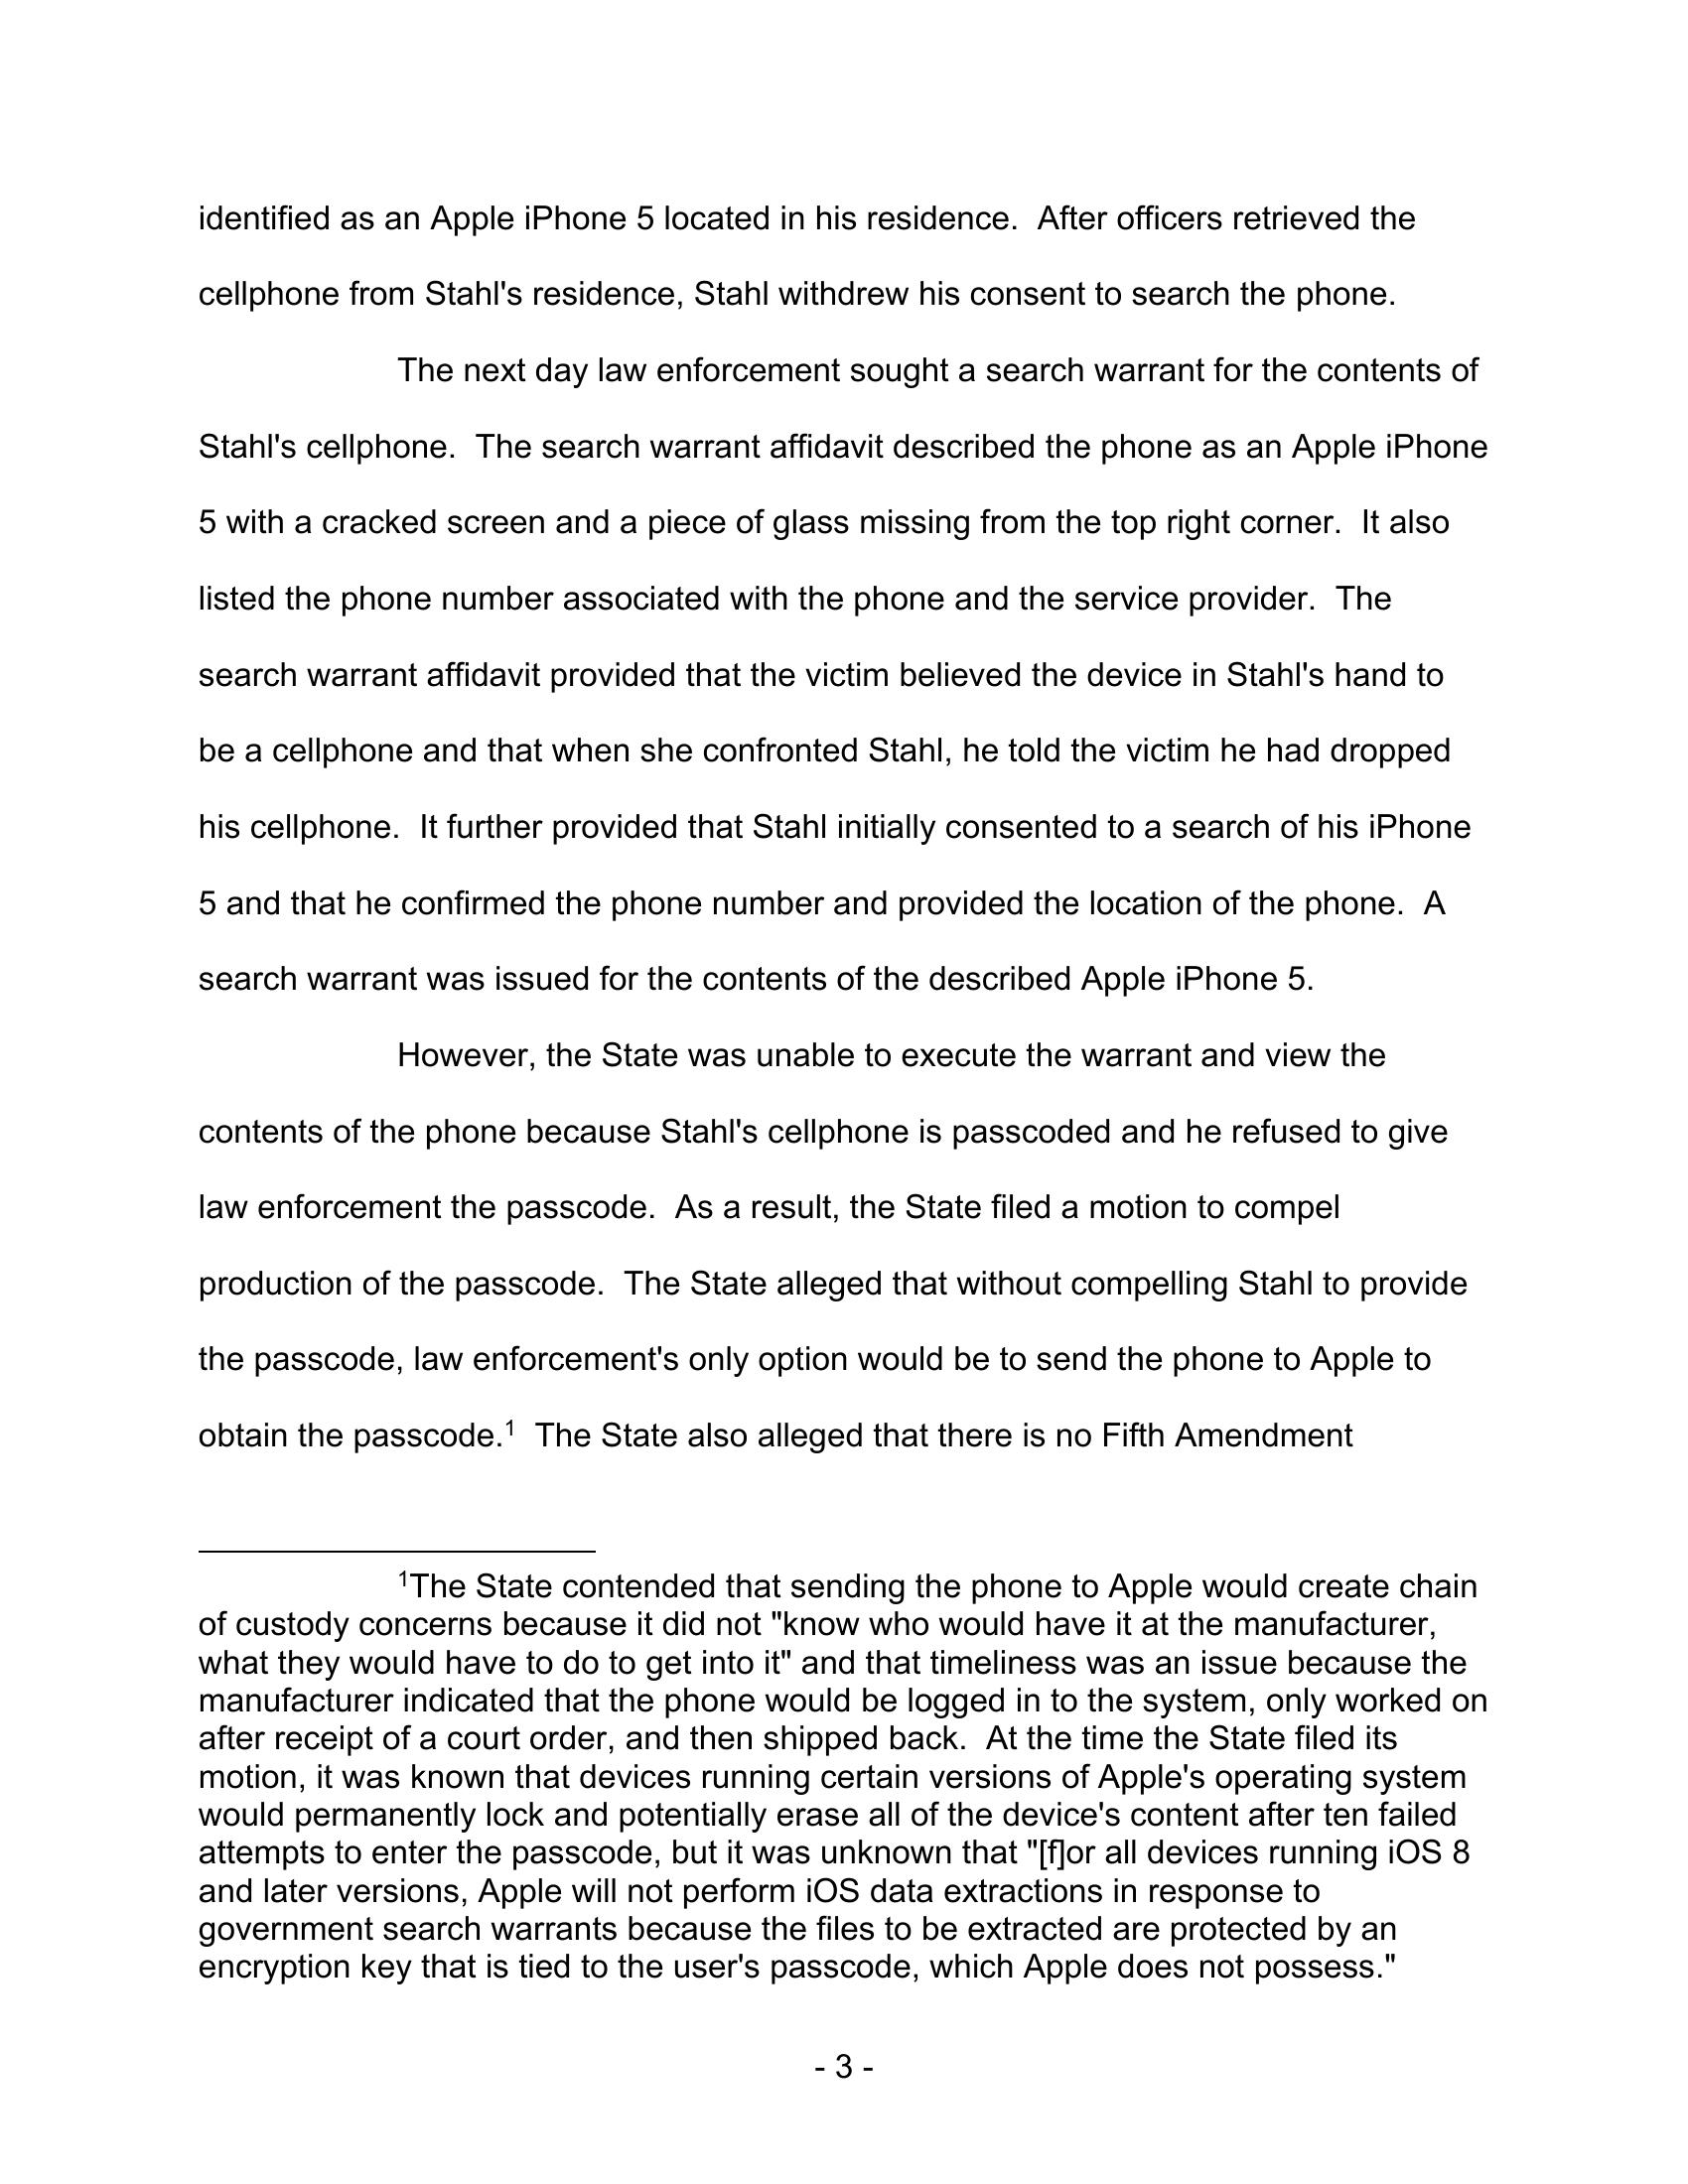 identified as an Apple iPhone 5 located in his residence.  After officers retrieved the
cellphone from Stahl's residence, Stahl withdrew his consent to search the phone.
The next day law enforcement sought a search warrant for the contents of
Stahl's cellphone.  The search warrant affidavit described the phone as an Apple iPhone
5 with a cracked screen and a piece of glass missing from the top right corner.  It also
listed the phone number associated with the phone and the service provider.  The
search warrant affidavit provided that the victim believed the device in Stahl's hand to
be a cellphone and that when she confronted Stahl, he told the victim he had dropped
his cellphone.  It further provided that Stahl initially consented to a search of his iPhone
5 and that he confirmed the phone number and provided the location of the phone.  A
search warrant was issued for the contents of the described Apple iPhone 5.
However, the State was unable to execute the warrant and view the
contents of the phone because Stahl's cellphone is passcoded and he refused to give
law enforcement the passcode.  As a result, the State filed a motion to compel
production of the passcode.  The State alleged that without compelling Stahl to provide
the passcode, law enforcement's only option would be to send the phone to Apple to
obtain the passcode.¹  The State also alleged that there is no Fifth Amendment
¹The State contended that sending the phone to Apple would create chain
of custody concerns because it did not "know who would have it at the manufacturer,
what they would have to do to get into it" and that timeliness was an issue because the
manufacturer indicated that the phone would be logged in to the system, only worked on
after receipt of a court order, and then shipped back.  At the time the State filed its
motion, it was known that devices running certain versions of Apple's operating system
would permanently lock and potentially erase all of the device's content after ten failed
attempts to enter the passcode, but it was unknown that "[f]or all devices running iOS 8
and later versions, Apple will not perform iOS data extractions in response to
government search warrants because the files to be extracted are protected by an
encryption key that is tied to the user's passcode, which Apple does not possess."
- 3 -